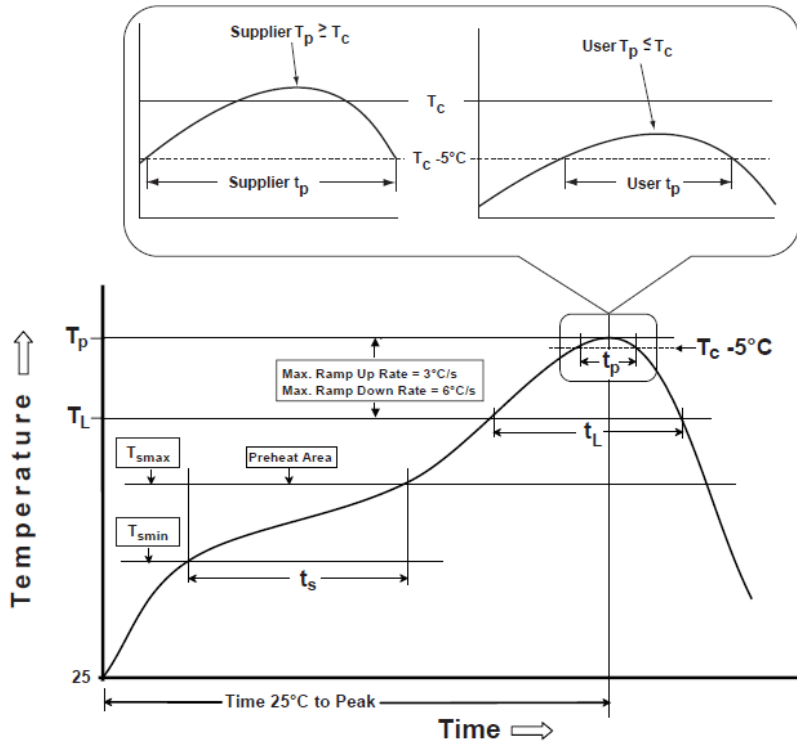 Supplier Tp ≥ Tc
User Tp ≤ Tc
Tc
Tc -5°C
Supplier tp
User tp
Tp
Tc -5°C
tp
Max. Ramp Up Rate = 3°C/s
Max. Ramp Down Rate = 6°C/s
TL
tL
Tsmax
Preheat Area
Tsmin
ts
Temperature
25
Time 25°C to Peak
Time